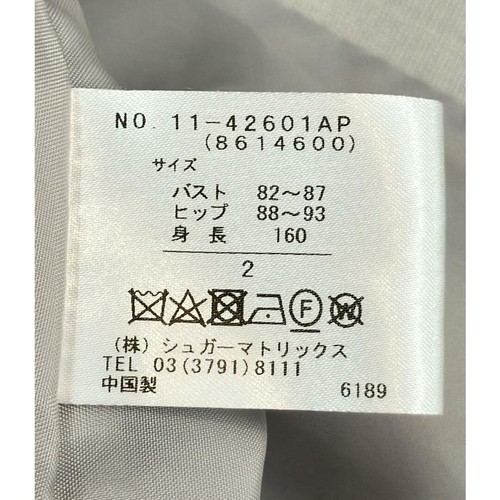 NO. 11-42601AP
(8614600)
サイズ
バスト 82～87
ヒップ 88～93
身長 160
2
F W
(株) シュガーマトリックス
TEL 03(3791)8111
中国製 6189